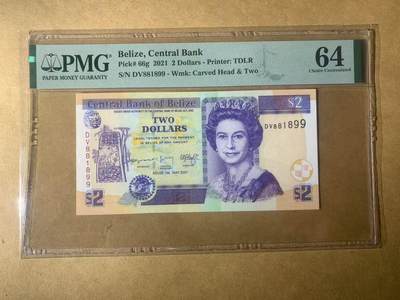 PMG
PAPER MONEY GUARANTY
Belize, Central Bank
Pick# 66g 2021 2 Dollars - Printer: TDLR
S/N DV881899 - Wmk: Carved Head & Two
64
Choice Uncirculated
Central Bank of Belize
$2
TWO
DOLLARS
DV881899
DV881899
$2
$2